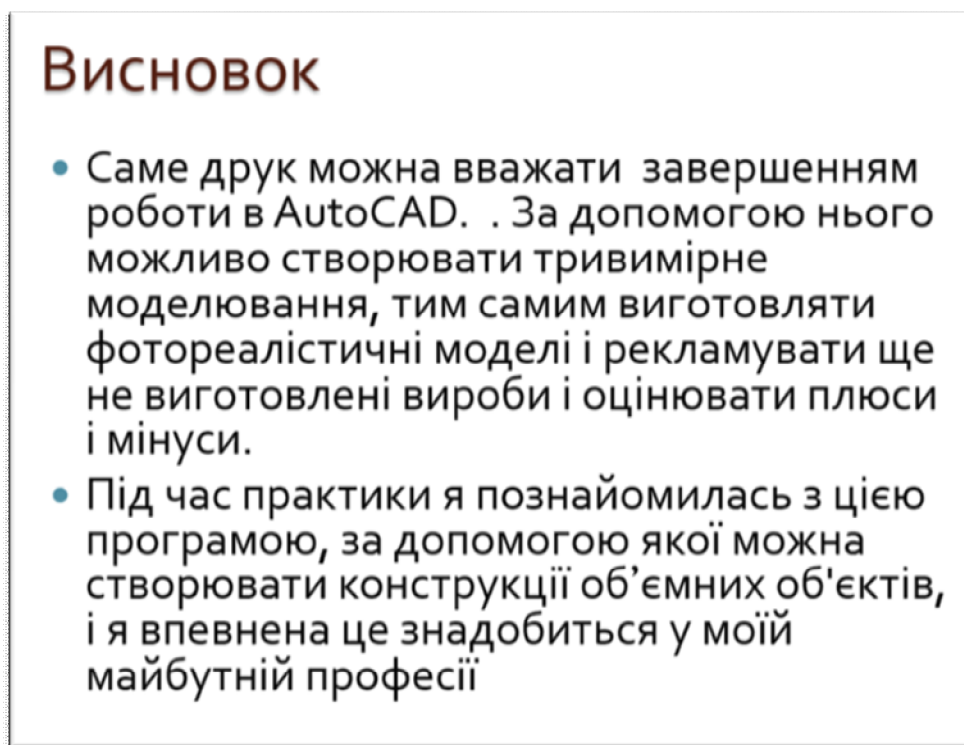 Висновок
• Саме друк можна вважати  завершенням
роботи в AutoCAD.  . За допомогою нього
можливо створювати тривимірне
моделювання, тим самим виготовляти
фотореалістичні моделі і рекламувати ще
не виготовлені вироби і оцінювати плюси
і мінуси.
• Під час практики я познайомилась з цією
програмою, за допомогою якої можна
створювати конструкції об’ємних об'єктів,
і я впевнена це знадобиться у моїй
майбутній професії